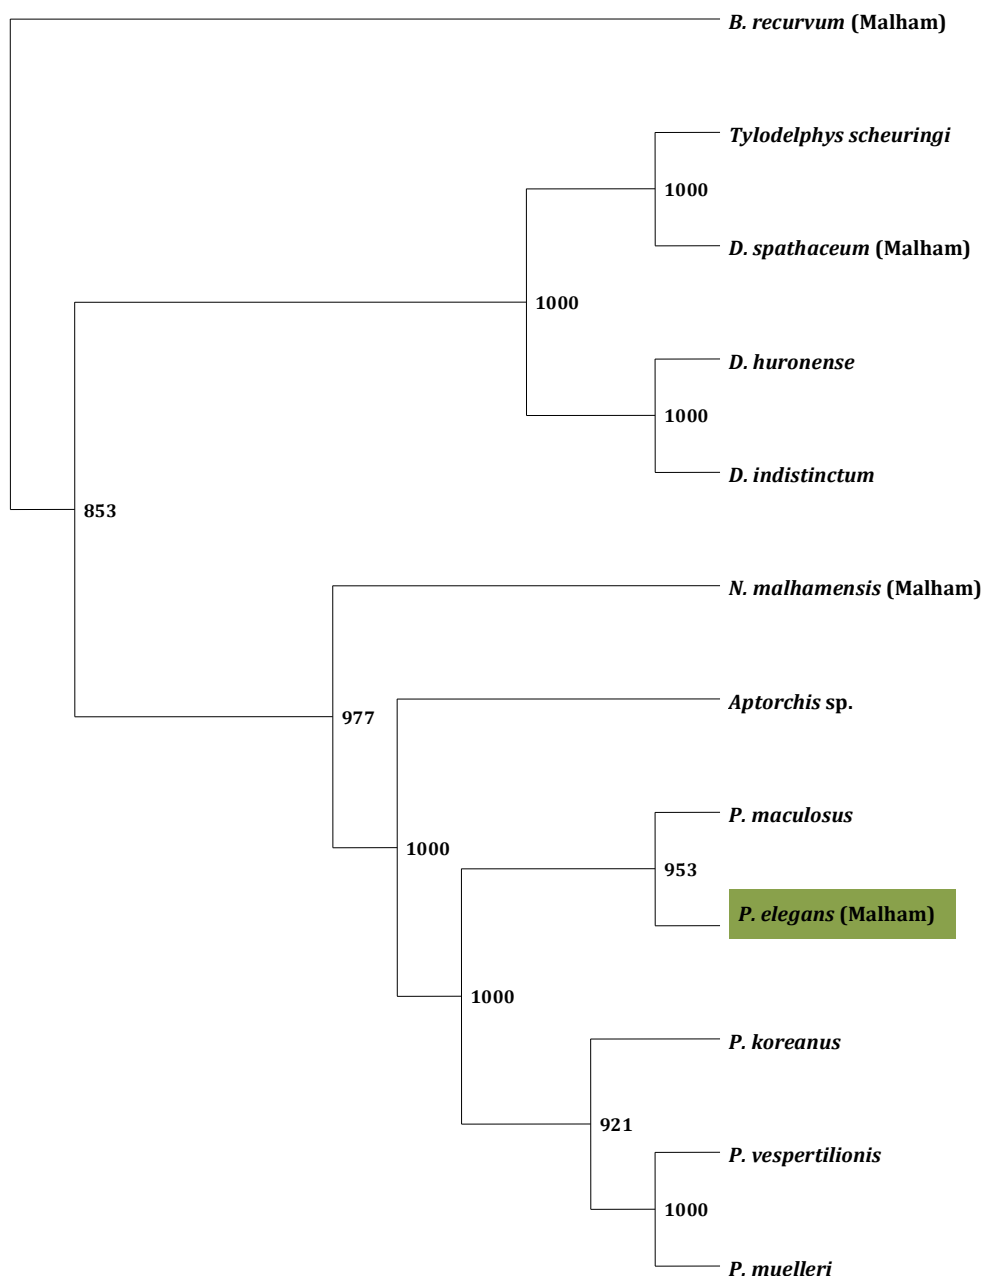 B. recurvum (Malham)
Tylodelphys scheuringi
1000
D. spathaceum (Malham)
1000
D. huronense
1000
D. indistinctum
853
N. malhamensis (Malham)
Aptorchis sp.
977
P. maculosus
1000
953
P. elegans (Malham)
1000
P. koreanus
921
P. vespertilionis
1000
P. muelleri